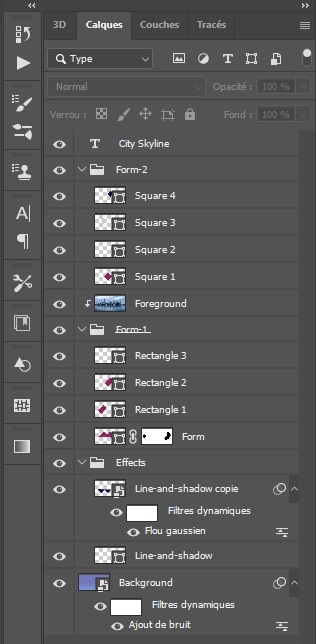 3D Calques Couches Tracés
Type
Normal Opacité : 100 %
Verrou : Fond : 100 %
T City Skyline
Form-2
Square 4
Square 3
Square 2
Square 1
Foreground
Form-1
Rectangle 3
Rectangle 2
Rectangle 1
Form
Effects
Line-and-shadow copie
Filtres dynamiques
Flou gaussien
Line-and-shadow
Background
Filtres dynamiques
Ajout de bruit